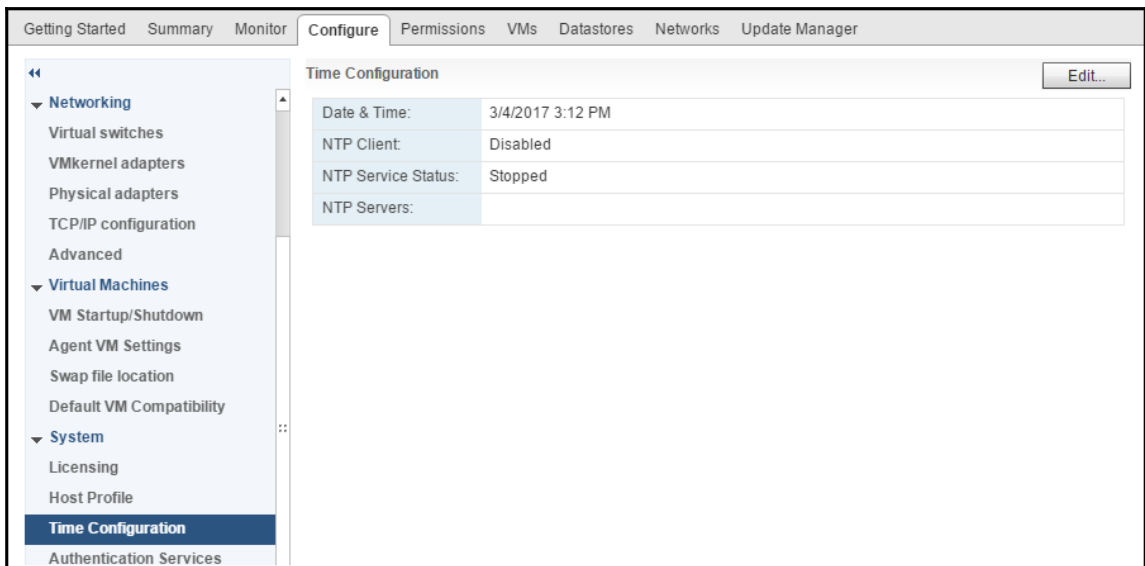 Getting Started Summary Monitor Configure Permissions VMs Datastores Networks Update Manager
Networking
Virtual switches
VMkernel adapters
Physical adapters
TCP/IP configuration
Advanced
Virtual Machines
VM Startup/Shutdown
Agent VM Settings
Swap file location
Default VM Compatibility
System
Licensing
Host Profile
Time Configuration
Authentication Services
Time Configuration
Edit...
Date & Time: 3/4/2017 3:12 PM
NTP Client: Disabled
NTP Service Status: Stopped
NTP Servers: